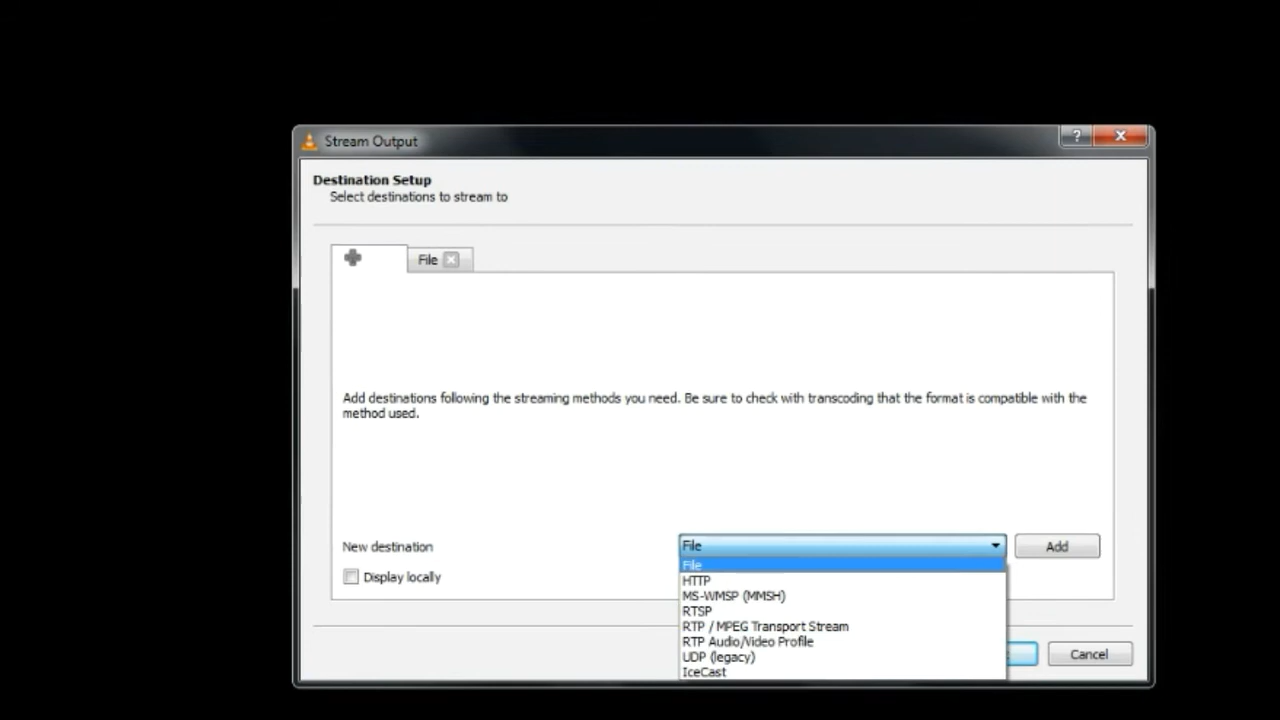 Stream Output
?
Destination Setup
Select destinations to stream to
File
Add destinations following the streaming methods you need. Be sure to check with transcoding that the format is compatible with the
method used.
New destination
File
Add
File
Display locally
HTTP
MS-WMSP (MMSH)
RTSP
RTP / MPEG Transport Stream
RTP Audio/Video Profile
UDP (legacy)
IceCast
Cancel